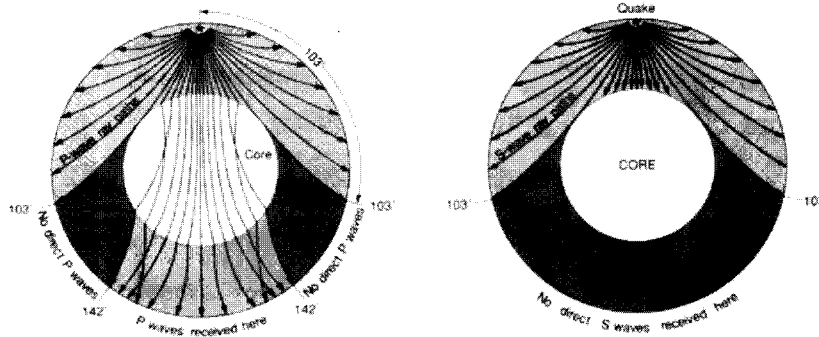 103°
P-wave ray paths
Core
103°
103°
No direct P waves
No direct P waves
142°
142°
P waves received here
Quake
S-wave ray paths
CORE
103°
10
No direct S waves received here